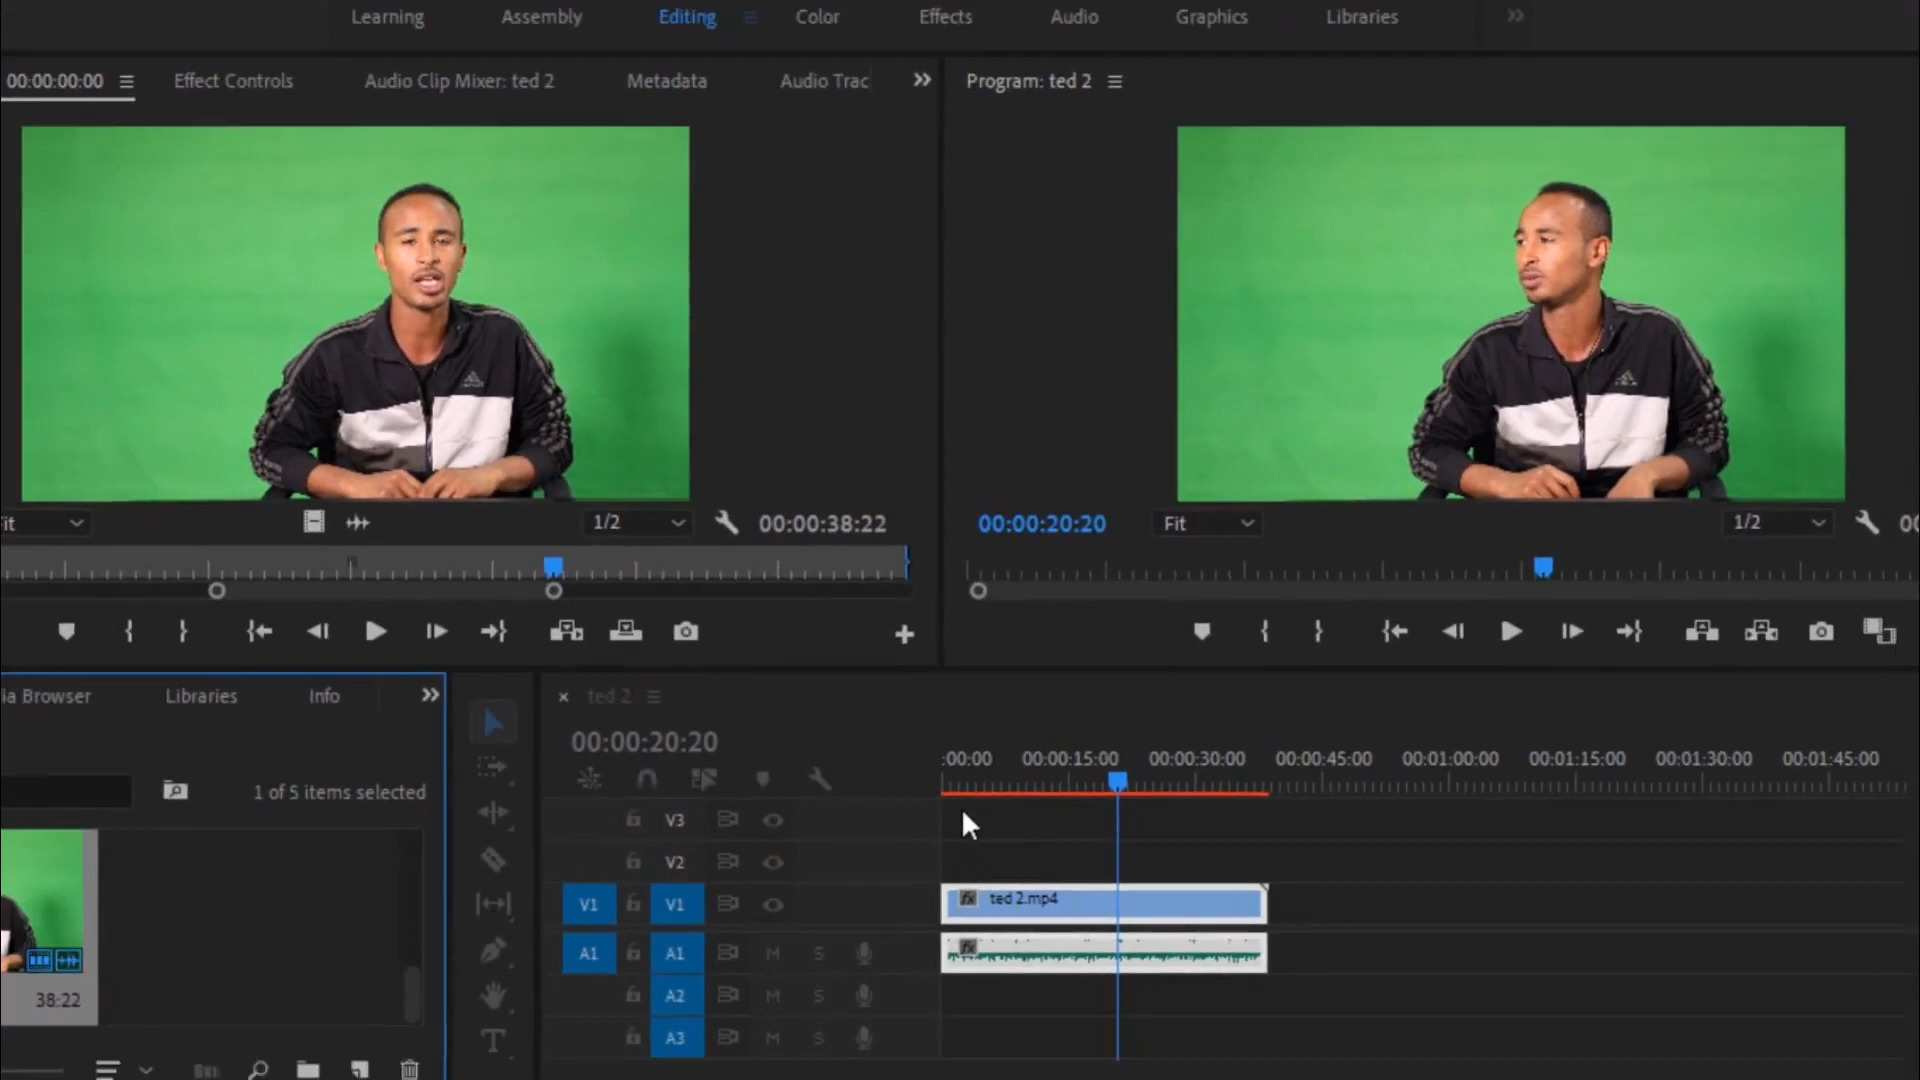 Learning Assembly Editing Color Effects Audio Graphics Libraries
00:00:00:00 Effect Controls Audio Clip Mixer: ted 2 Metadata Audio Trac
Program: ted 2
1/2 00:00:38:22
00:00:20:20 Fit 1/2
Libraries Info
1 of 5 items selected
38:22
ted 2
00:00:20:20
:00:00 00:00:15:00 00:00:30:00 00:00:45:00 00:01:00:00 00:01:15:00 00:01:30:00 00:01:45:00
V3
V2
V1 V1
fx ted 2.mp4
A1 A1 M S
fx
A2 M S
A3 M S